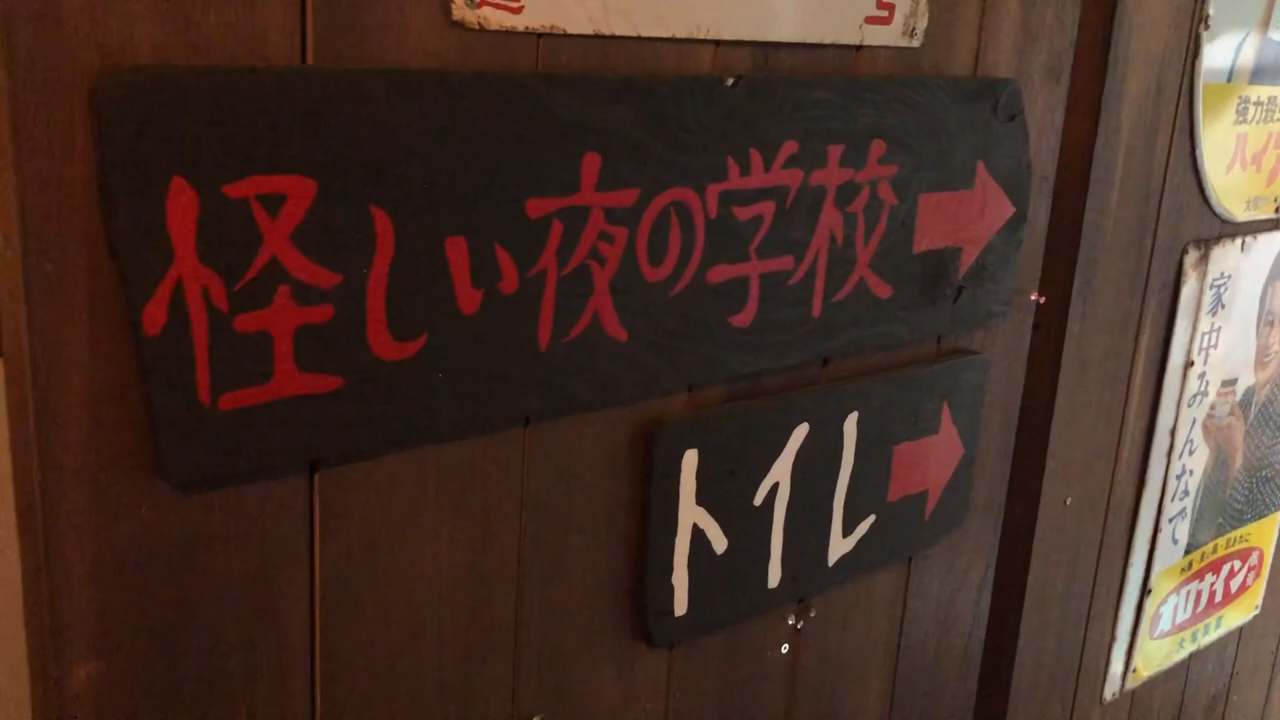 怪しい夜の学校
トイレ
強力殺
ハイ
家中みんなで
オロナイン